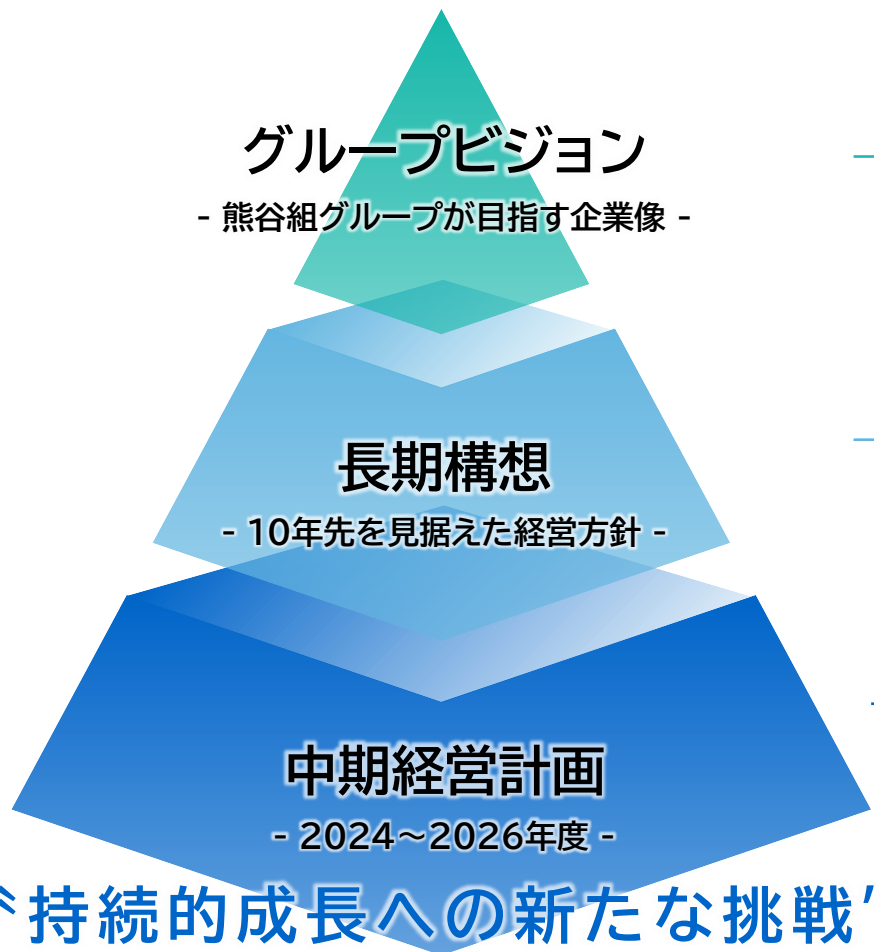 グループビジョン
- 熊谷組グループが目指す企業像 -
長期構想
- 10年先を見据えた経営方針 -
中期経営計画
- 2024～2026年度 -
“持続的成長への新たな挑戦”